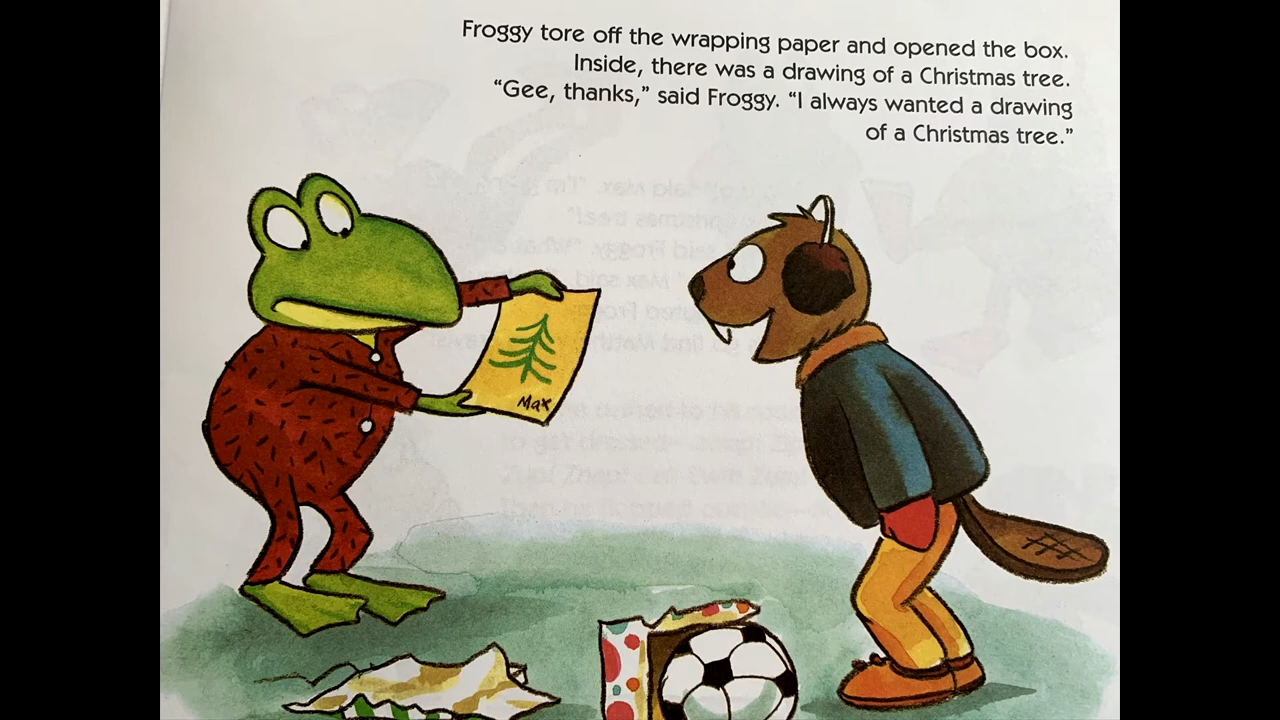 Froggy tore off the wrapping paper and opened the box.
Inside, there was a drawing of a Christmas tree.
“Gee, thanks,” said Froggy. “I always wanted a drawing
of a Christmas tree.”
Max